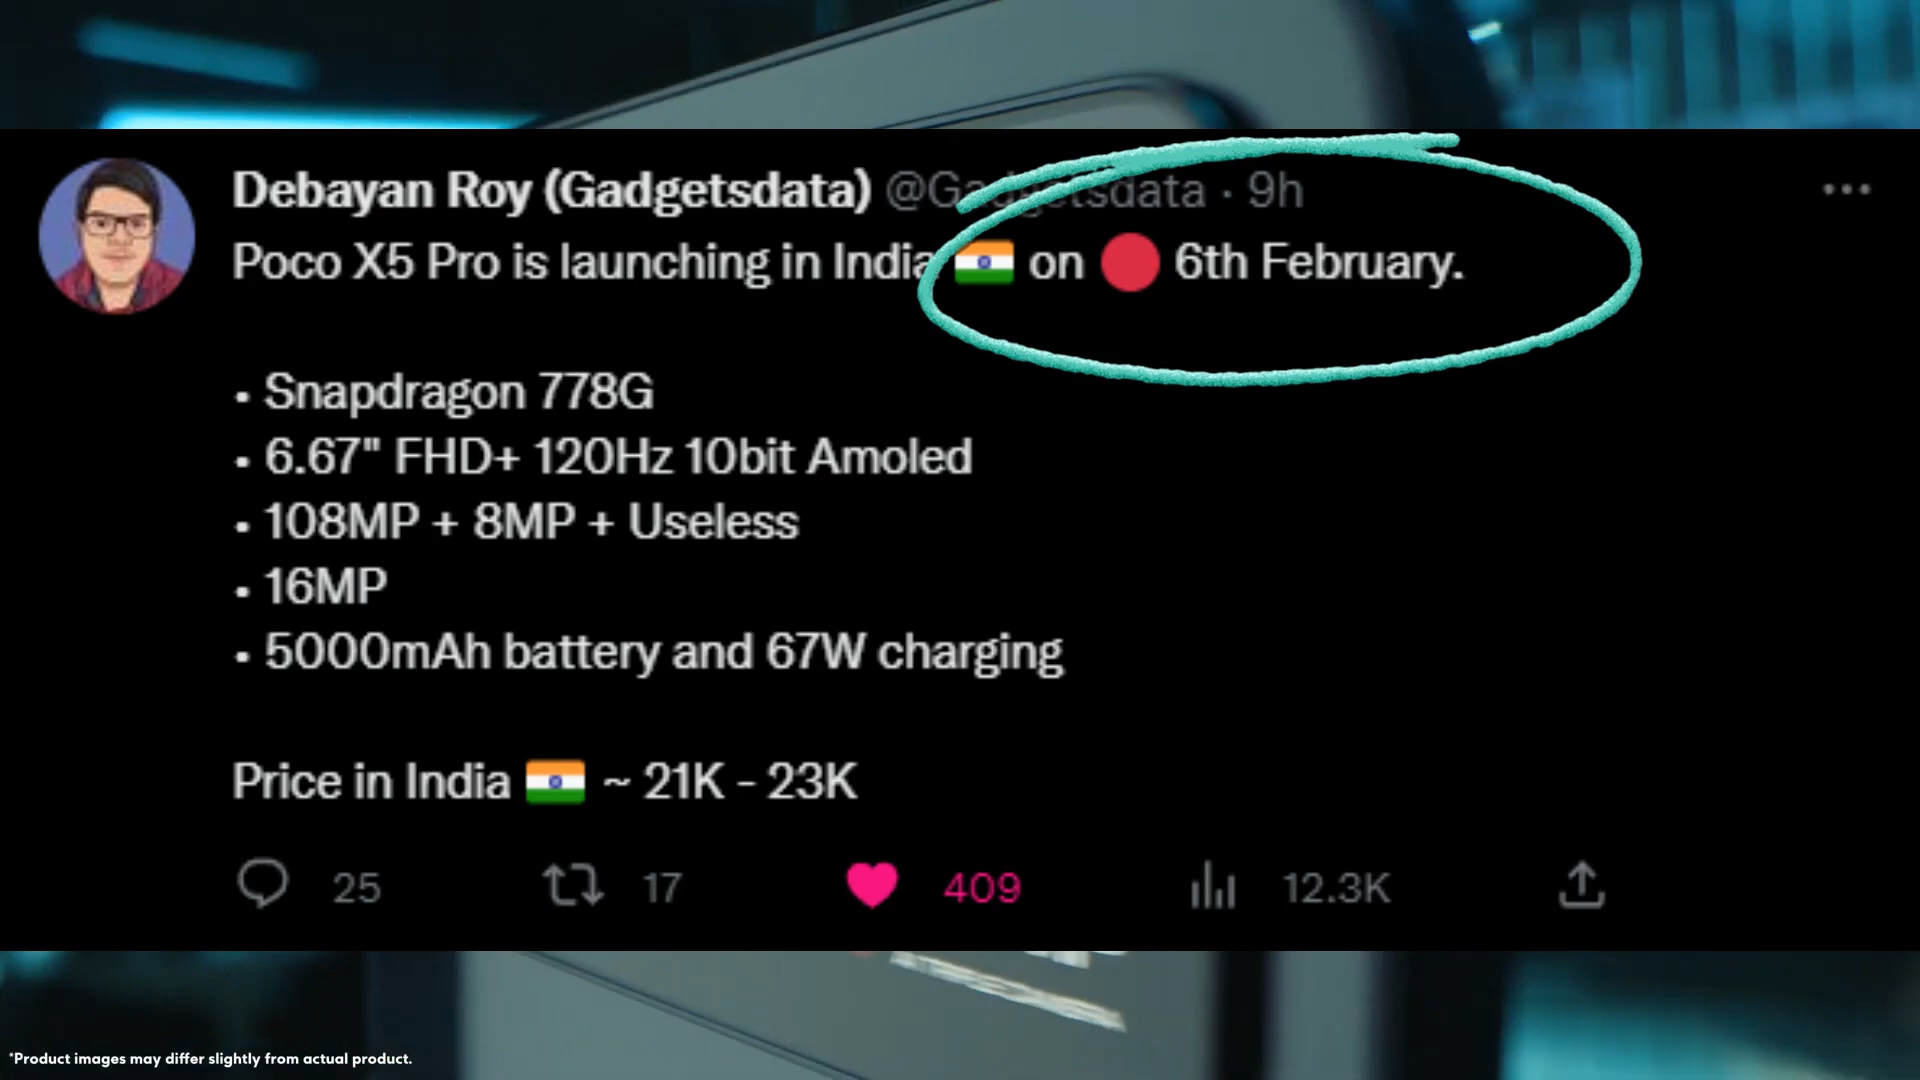 Debayan Roy (Gadgetsdata) @Gadgetsdata · 9h
Poco X5 Pro is launching in India 🇮🇳 on 🔴 6th February.
• Snapdragon 778G
• 6.67" FHD+ 120Hz 10bit Amoled
• 108MP + 8MP + Useless
• 16MP
• 5000mAh battery and 67W charging
Price in India 🇮🇳 ~ 21K - 23K
25 17 409 12.3K
*Product images may differ slightly from actual product.